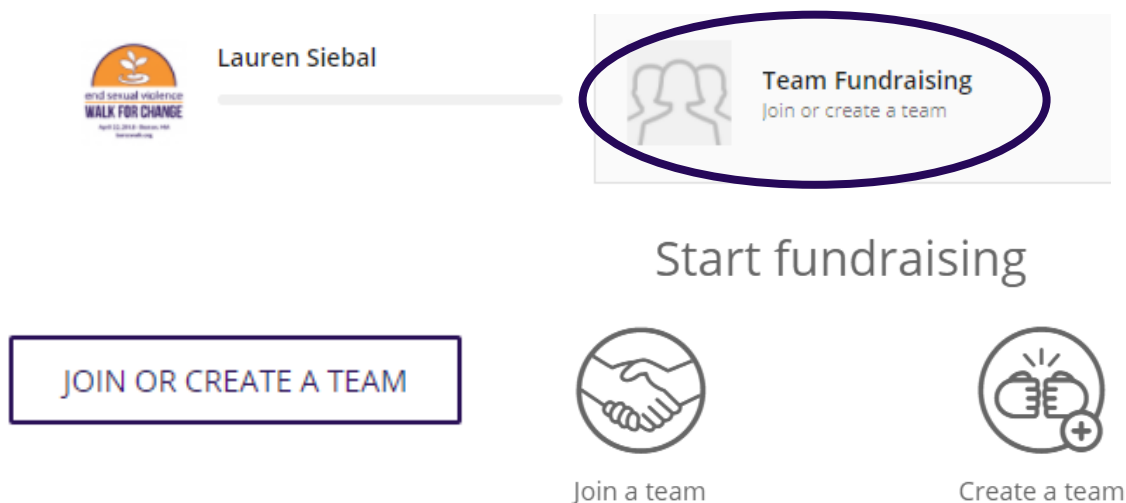 Lauren Siebal
end sexual violence
WALK FOR CHANGE
Team Fundraising
Join or create a team
Start fundraising
JOIN OR CREATE A TEAM
Join a team
Create a team